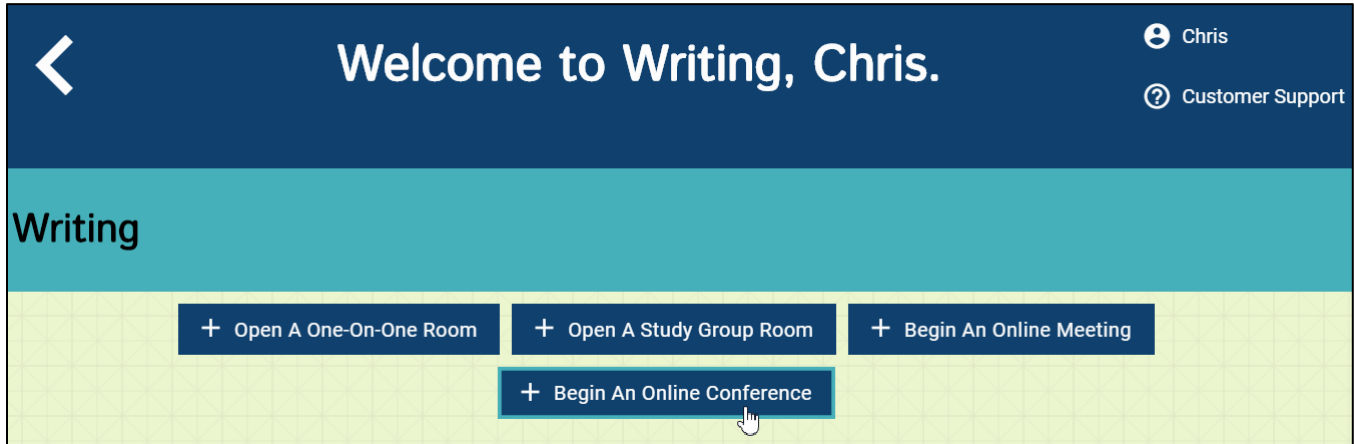 Welcome to Writing, Chris.
Chris
Customer Support
Writing
+ Open A One-On-One Room
+ Open A Study Group Room
+ Begin An Online Meeting
+ Begin An Online Conference